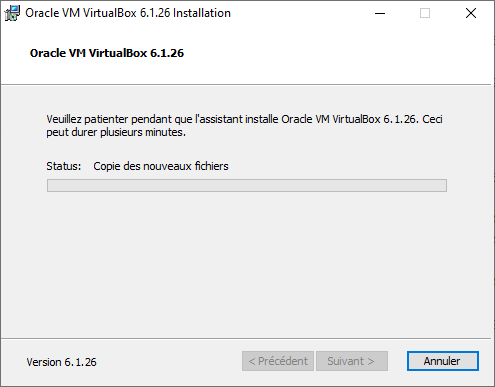 Oracle VM VirtualBox 6.1.26 Installation
Oracle VM VirtualBox 6.1.26
Veuillez patienter pendant que l'assistant installe Oracle VM VirtualBox 6.1.26. Ceci
peut durer plusieurs minutes.
Status: Copie des nouveaux fichiers
Version 6.1.26 < Précédent Suivant > Annuler